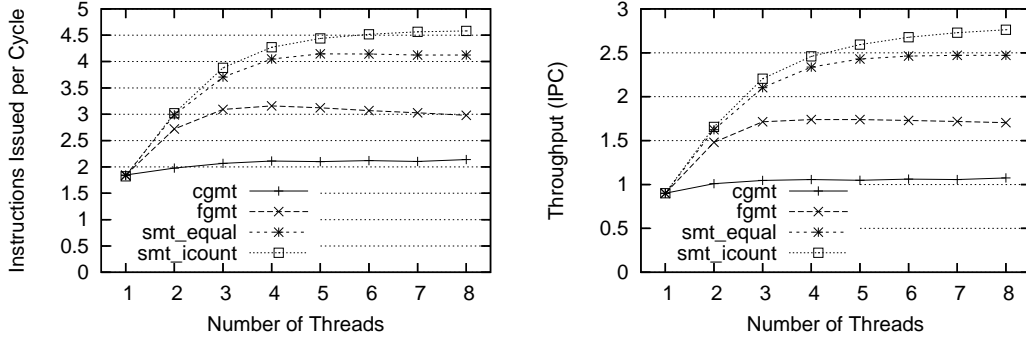 Instructions Issued per Cycle
5
4.5
4
3.5
3
2.5
2
1.5
1
0.5
0
cgmt
fgmt
smt_equal
smt_icount
1 2 3 4 5 6 7 8
Number of Threads
Throughput (IPC)
3
2.5
2
1.5
1
0.5
0
cgmt
fgmt
smt_equal
smt_icount
1 2 3 4 5 6 7 8
Number of Threads